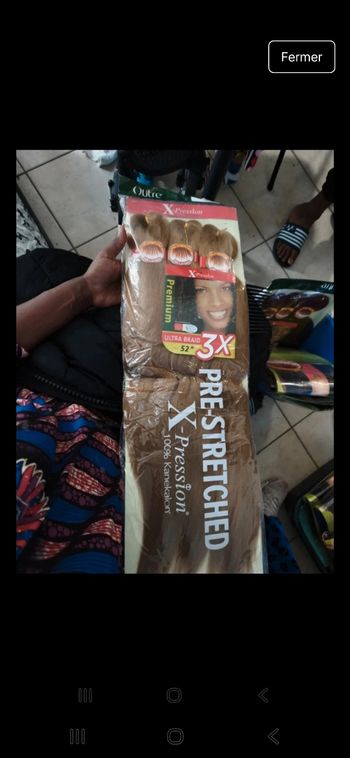 Fermer
Outre
X-Pression
X-Pression
Premium
ULTRA BRAID
52"
3X
PRE-STRETCHED
X-Pression
100% Kanekalon